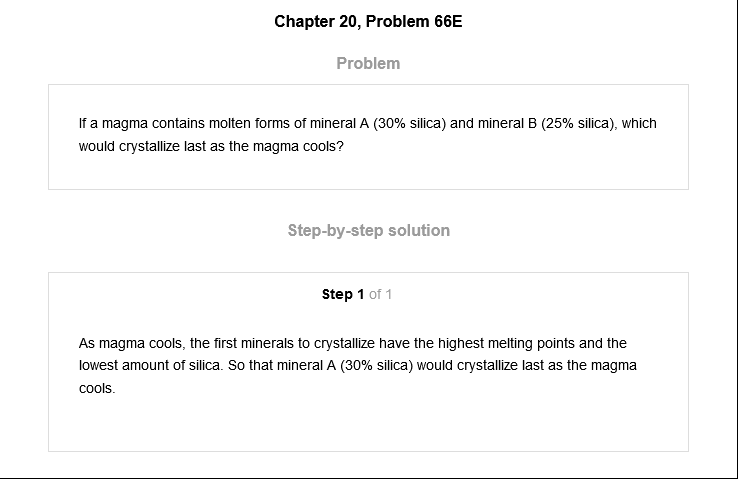 Chapter 20, Problem 66E
Problem
If a magma contains molten forms of mineral A (30% silica) and mineral B (25% silica), which
would crystallize last as the magma cools?
Step-by-step solution
Step 1 of 1
As magma cools, the first minerals to crystallize have the highest melting points and the
lowest amount of silica. So that mineral A (30% silica) would crystallize last as the magma
cools.